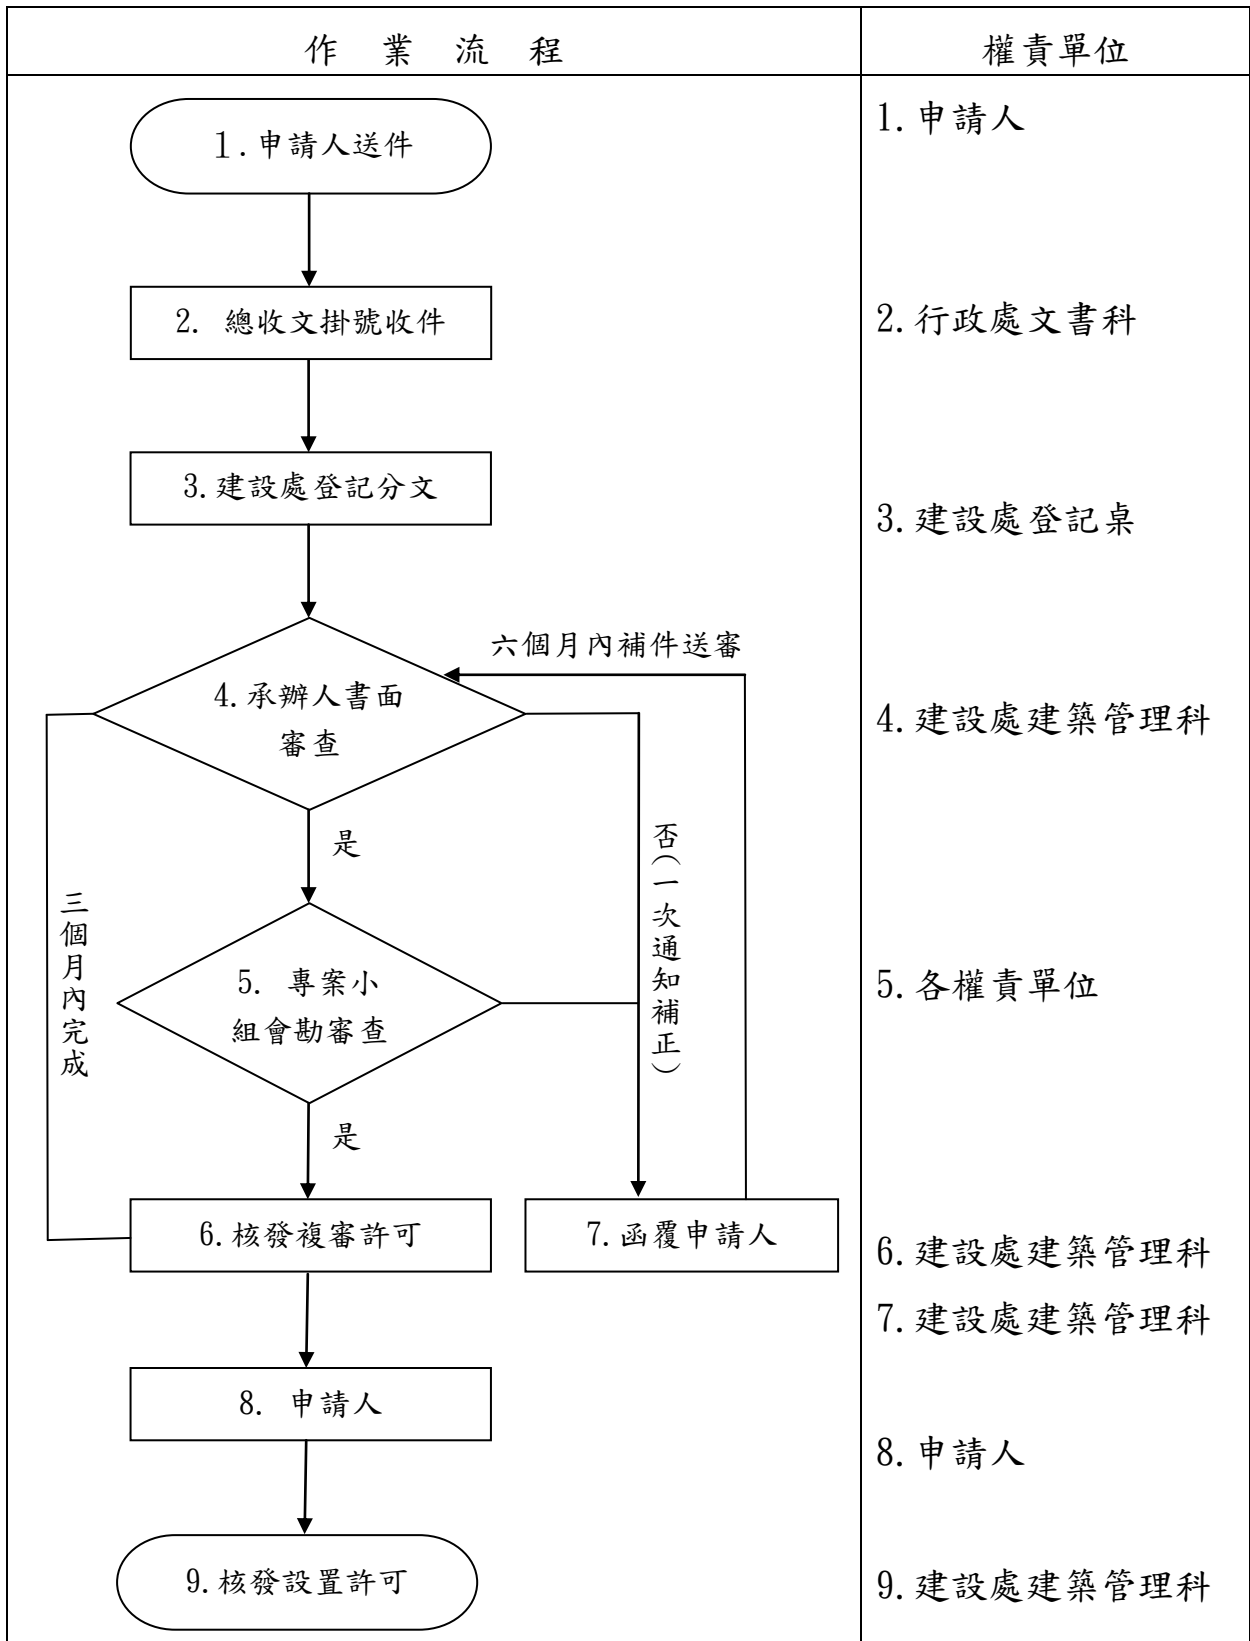 作 業 流 程
權責單位
1.申請人送件
1.申請人
2. 總收文掛號收件
2.行政處文書科
3.建設處登記分文
3.建設處登記桌
六個月內補件送審
4.承辦人書面
審查
4.建設處建築管理科
是
否(一次通知補正)
三個月內完成
5. 專案小
組會勘審查
5.各權責單位
是
6.核發複審許可
7.函覆申請人
6.建設處建築管理科
7.建設處建築管理科
8. 申請人
8.申請人
9.核發設置許可
9.建設處建築管理科